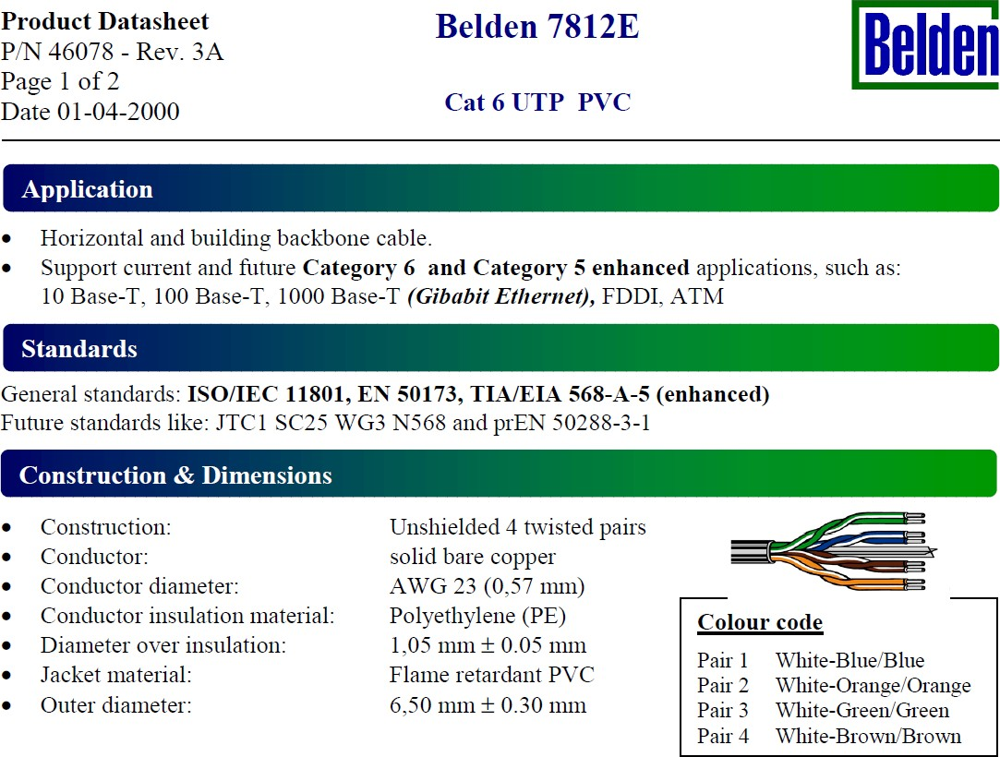 Product Datasheet
P/N 46078 - Rev. 3A
Page 1 of 2
Date 01-04-2000
Belden 7812E
Cat 6 UTP PVC
Belden
Application
• Horizontal and building backbone cable.
• Support current and future Category 6 and Category 5 enhanced applications, such as:
10 Base-T, 100 Base-T, 1000 Base-T (Gibabit Ethernet), FDDI, ATM
Standards
General standards: ISO/IEC 11801, EN 50173, TIA/EIA 568-A-5 (enhanced)
Future standards like: JTC1 SC25 WG3 N568 and prEN 50288-3-1
Construction & Dimensions
• Construction: Unshielded 4 twisted pairs
• Conductor: solid bare copper
• Conductor diameter: AWG 23 (0,57 mm)
• Conductor insulation material: Polyethylene (PE)
• Diameter over insulation: 1,05 mm ± 0.05 mm
• Jacket material: Flame retardant PVC
• Outer diameter: 6,50 mm ± 0.30 mm
Colour code
Pair 1 White-Blue/Blue
Pair 2 White-Orange/Orange
Pair 3 White-Green/Green
Pair 4 White-Brown/Brown